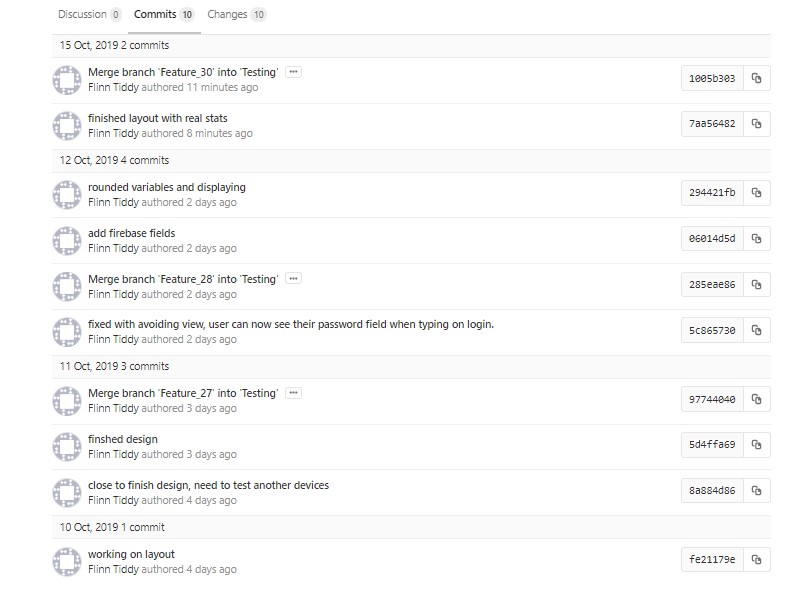 Discussion 0 Commits 10 Changes 10
15 Oct, 2019 2 commits
Merge branch 'Feature_30' into 'Testing' ···
1005b303
Flinn Tiddy authored 11 minutes ago
finished layout with real stats
7aa56482
Flinn Tiddy authored 8 minutes ago
12 Oct, 2019 4 commits
rounded variables and displaying
294421fb
Flinn Tiddy authored 2 days ago
add firebase fields
06014d5d
Flinn Tiddy authored 2 days ago
Merge branch 'Feature_28' into 'Testing' ···
285eae86
Flinn Tiddy authored 2 days ago
fixed with avoiding view, user can now see their password field when typing on login.
5c865730
Flinn Tiddy authored 2 days ago
11 Oct, 2019 3 commits
Merge branch 'Feature_27' into 'Testing' ···
97744040
Flinn Tiddy authored 3 days ago
finshed design
5d4ffa69
Flinn Tiddy authored 3 days ago
close to finish design, need to test another devices
8a884d86
Flinn Tiddy authored 4 days ago
10 Oct, 2019 1 commit
working on layout
fe21179e
Flinn Tiddy authored 4 days ago